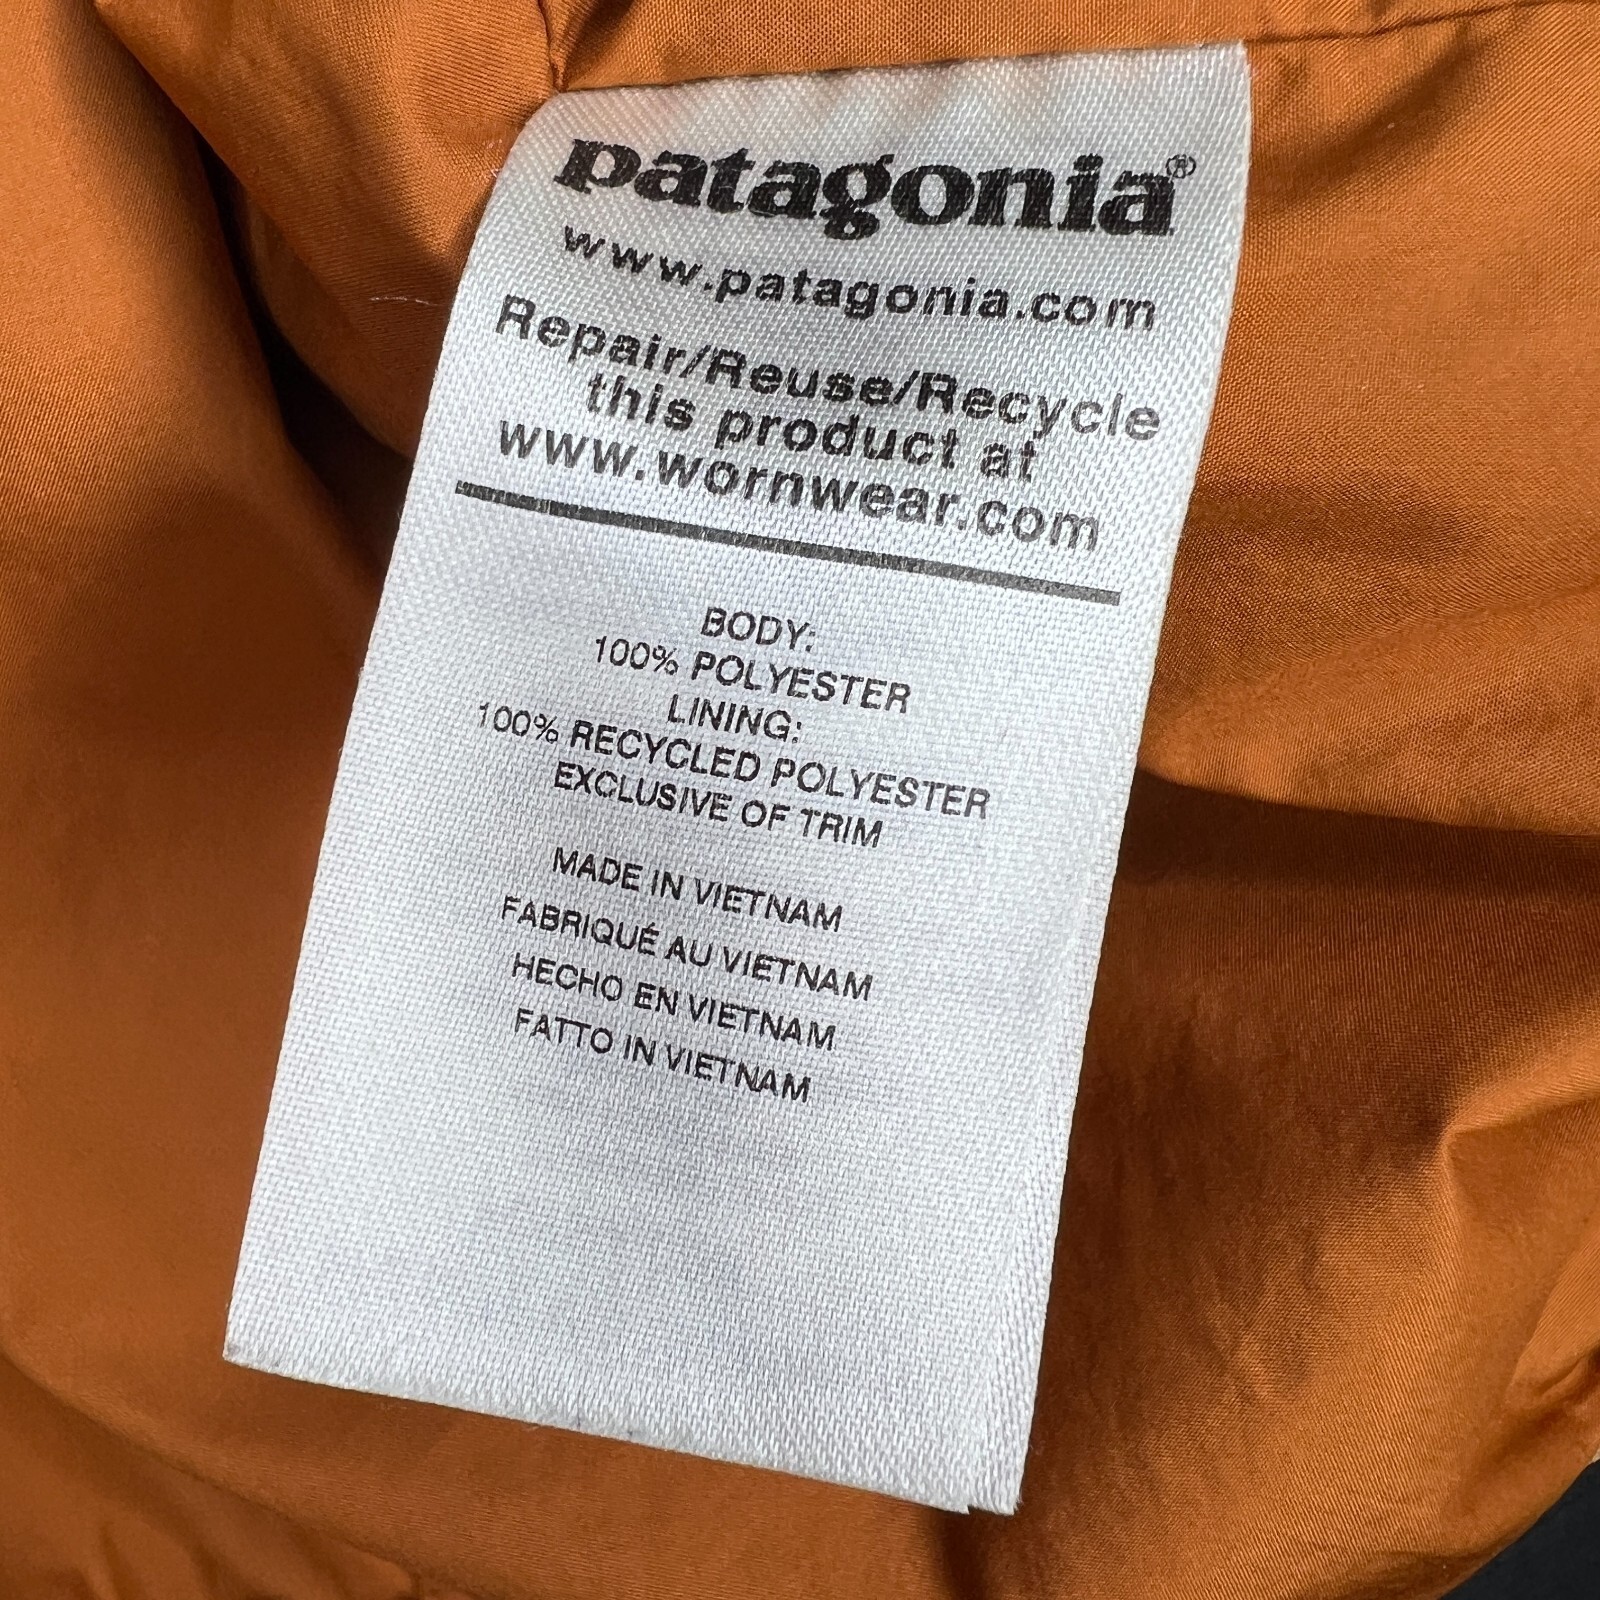 patagonia®
www.patagonia.com
Repair/Reuse/Recycle
this product at
www.wornwear.com
BODY:
100% POLYESTER
LINING:
100% RECYCLED POLYESTER
EXCLUSIVE OF TRIM
MADE IN VIETNAM
FABRIQUÉ AU VIETNAM
HECHO EN VIETNAM
FATTO IN VIETNAM